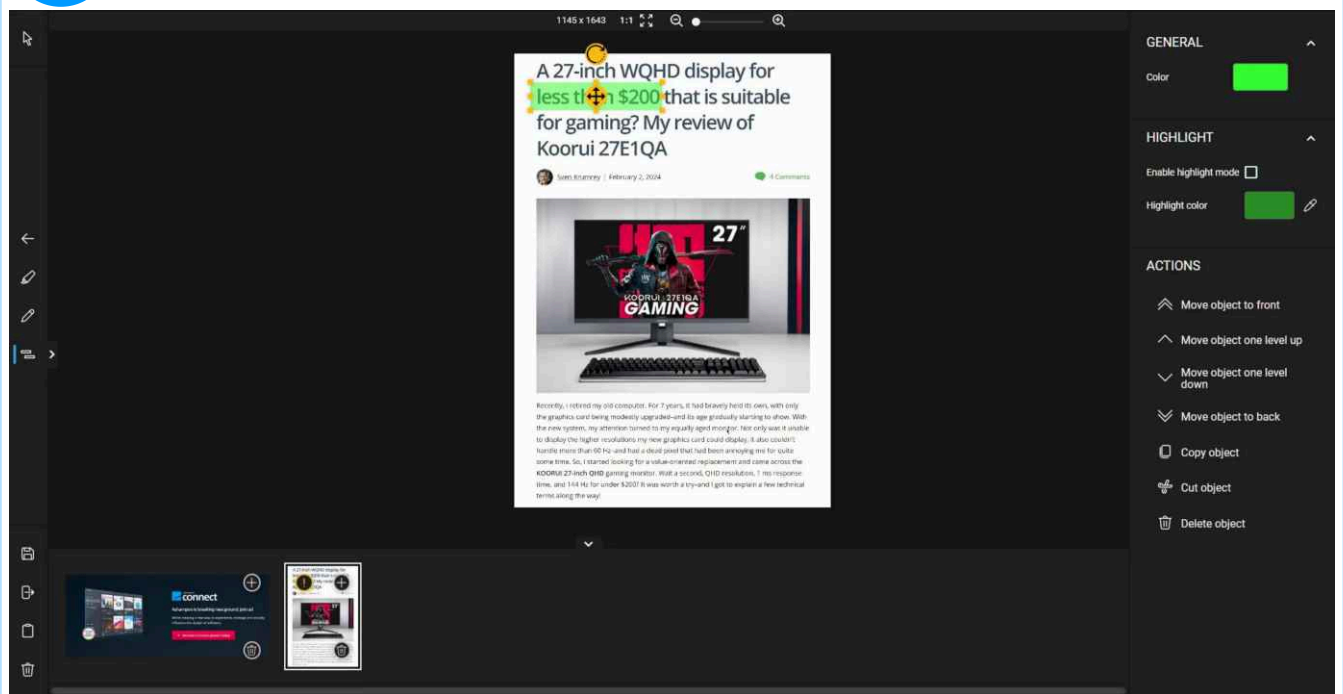 1145 x 1643 1:1
A 27-inch WQHD display for
less than $200 that is suitable
for gaming? My review of
Koorui 27E1QA
Sven Krumrey | February 2, 2024
4 Comments
27"
KOORUI 27E1QA
GAMING
Recently, I retired my old computer. For 7 years, it had bravely held its own, with only
the graphics card being modestly upgraded–and its age gradually starting to show. With
the new system, my attention turned to my equally aged monitor. Not only was it unable
to display the higher resolutions my new graphics card could display, it also couldn't
handle more than 60 Hz–and had a dead pixel that had been annoying me for quite
some time. So, I started looking for a value-oriented replacement and came across the
KOORUI 27-inch QHD gaming monitor. Wait a second, QHD resolution, 1 ms response
time, and 144 Hz for under $200? It was worth a try–and I got to explain a few technical
terms along the way!
GENERAL
Color
HIGHLIGHT
Enable highlight mode
Highlight color
ACTIONS
Move object to front
Move object one level up
Move object one level
down
Move object to back
Copy object
Cut object
Delete object
connect